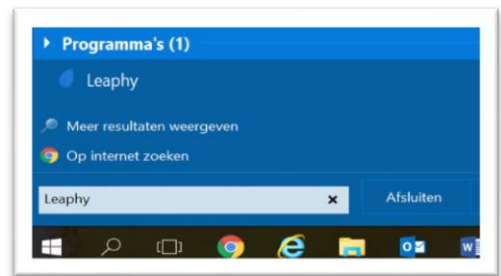 Programma's (1)
Leaphy
Meer resultaten weergeven
Op internet zoeken
Leaphy
Afsluiten